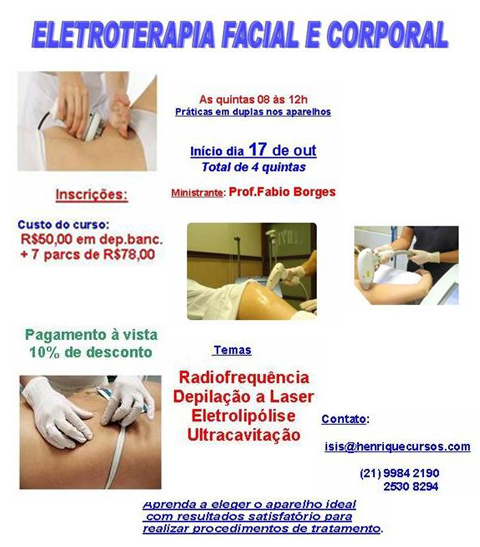 ELETROTERAPIA FACIAL E CORPORAL
As quintas 08 às 12h
Práticas em duplas nos aparelhos
Início dia 17 de out
Total de 4 quintas
Inscrições:
Ministrante: Prof.Fabio Borges
Custo do curso:
R$50,00 em dep.banc.
+ 7 parcs de R$78,00
Pagamento à vista
10% de desconto
Temas
Radiofrequência
Depilação a Laser
Eletrolipólise
Ultracavitação
Contato:
isis@henriquecursos.com
(21) 9984 2190
2530 8294
Aprenda a eleger o aparelho ideal
com resultados satisfatório para
realizar procedimentos de tratamento.